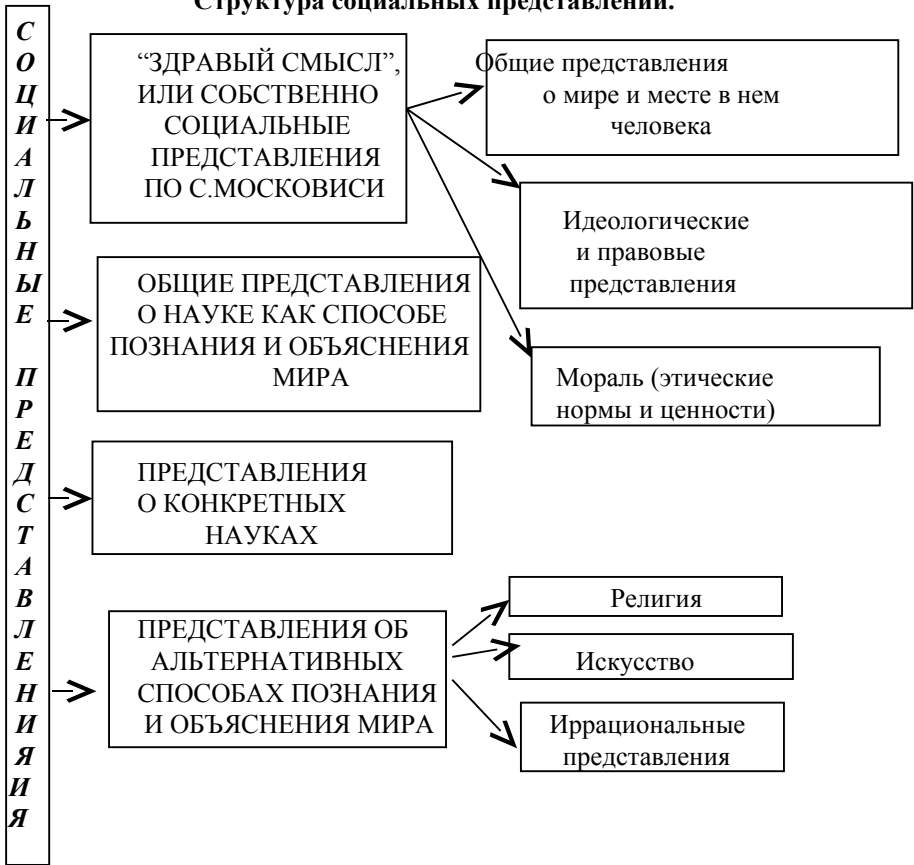 Структура социальных представлений.
СОЦИАЛЬНЫЕ ПРЕДСТАВЛЕНИЯИЯ
“ЗДРАВЫЙ СМЫСЛ”,
ИЛИ СОБСТВЕННО
СОЦИАЛЬНЫЕ
ПРЕДСТАВЛЕНИЯ
ПО С.МОСКОВИСИ
Общие представления
о мире и месте в нем
человека
Идеологические
и правовые
представления
Мораль (этические
нормы и ценности)
ОБЩИЕ ПРЕДСТАВЛЕНИЯ
О НАУКЕ КАК СПОСОБЕ
ПОЗНАНИЯ И ОБЪЯСНЕНИЯ
МИРА
ПРЕДСТАВЛЕНИЯ
О КОНКРЕТНЫХ
НАУКАХ
ПРЕДСТАВЛЕНИЯ ОБ
АЛЬТЕРНАТИВНЫХ
СПОСОБАХ ПОЗНАНИЯ
И ОБЪЯСНЕНИЯ МИРА
Религия
Искусство
Иррациональные
представления